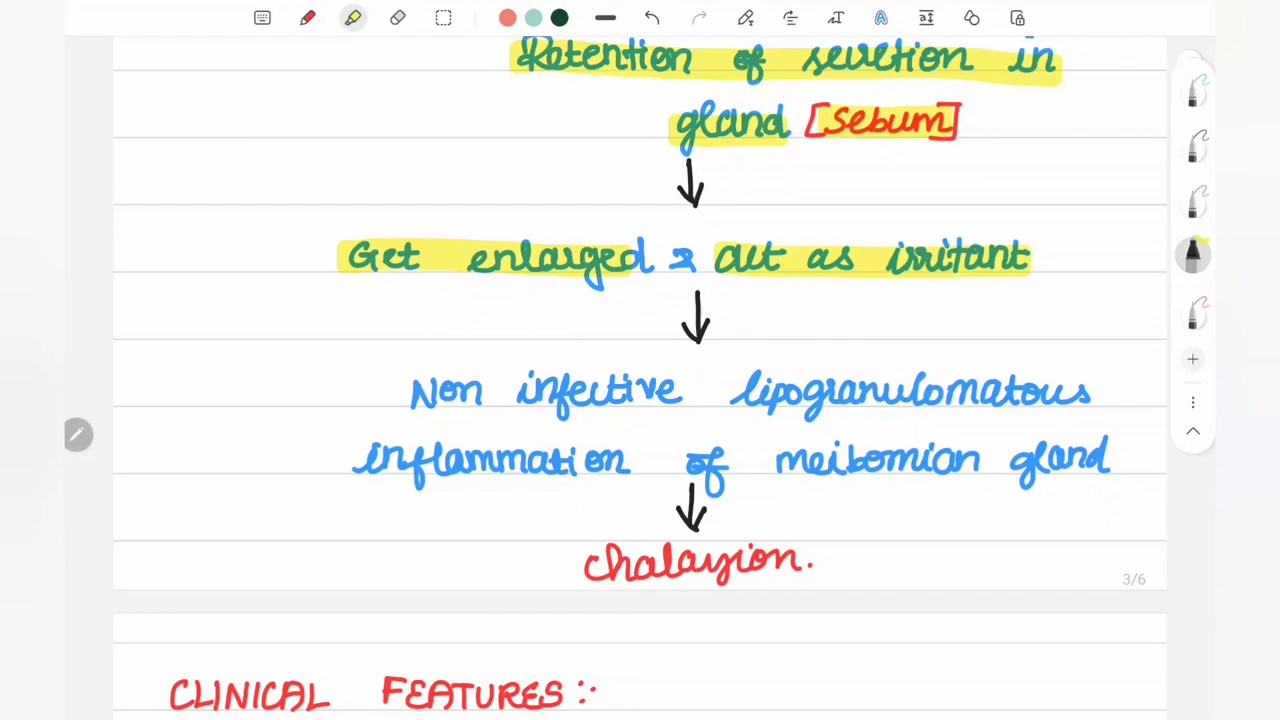 Retention of secretion in
gland [sebum]
Get enlarged & act as irritant
Non infective lipogranulomatous
inflammation of meibomian gland
chalazion.
3/6
CLINICAL FEATURES :-